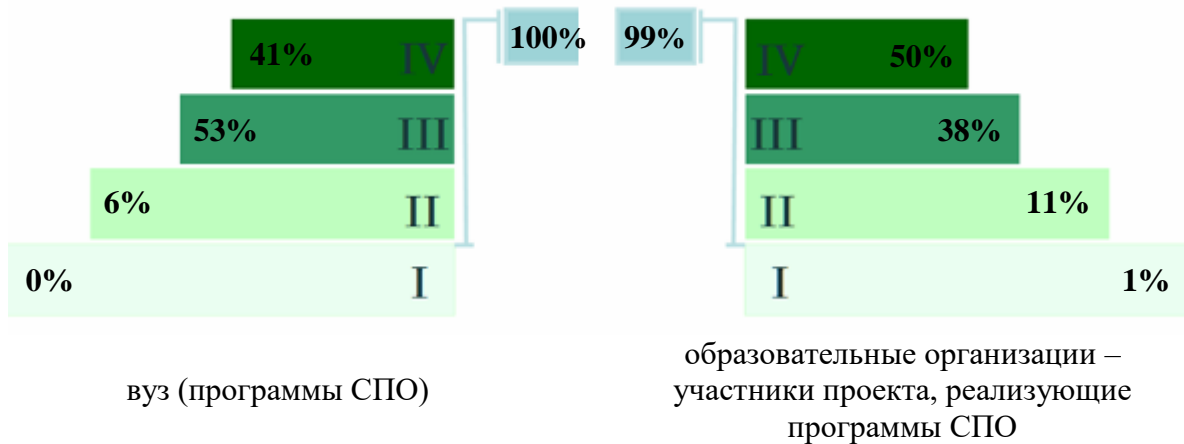 41% IV
53% III
6% II
0% I
100%
99%
IV 50%
III 38%
II 11%
I 1%
вуз (программы СПО)
образовательные организации –
участники проекта, реализующие
программы СПО